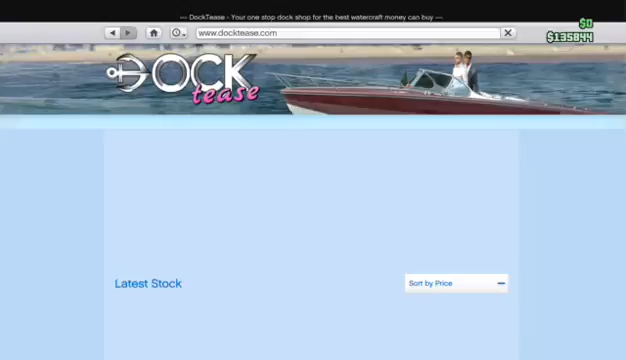 — DockTease - Your one stop dock shop for the best watercraft money can buy —
$0
www.docktease.com
$135844
DOCK
tease
Latest Stock
Sort by Price